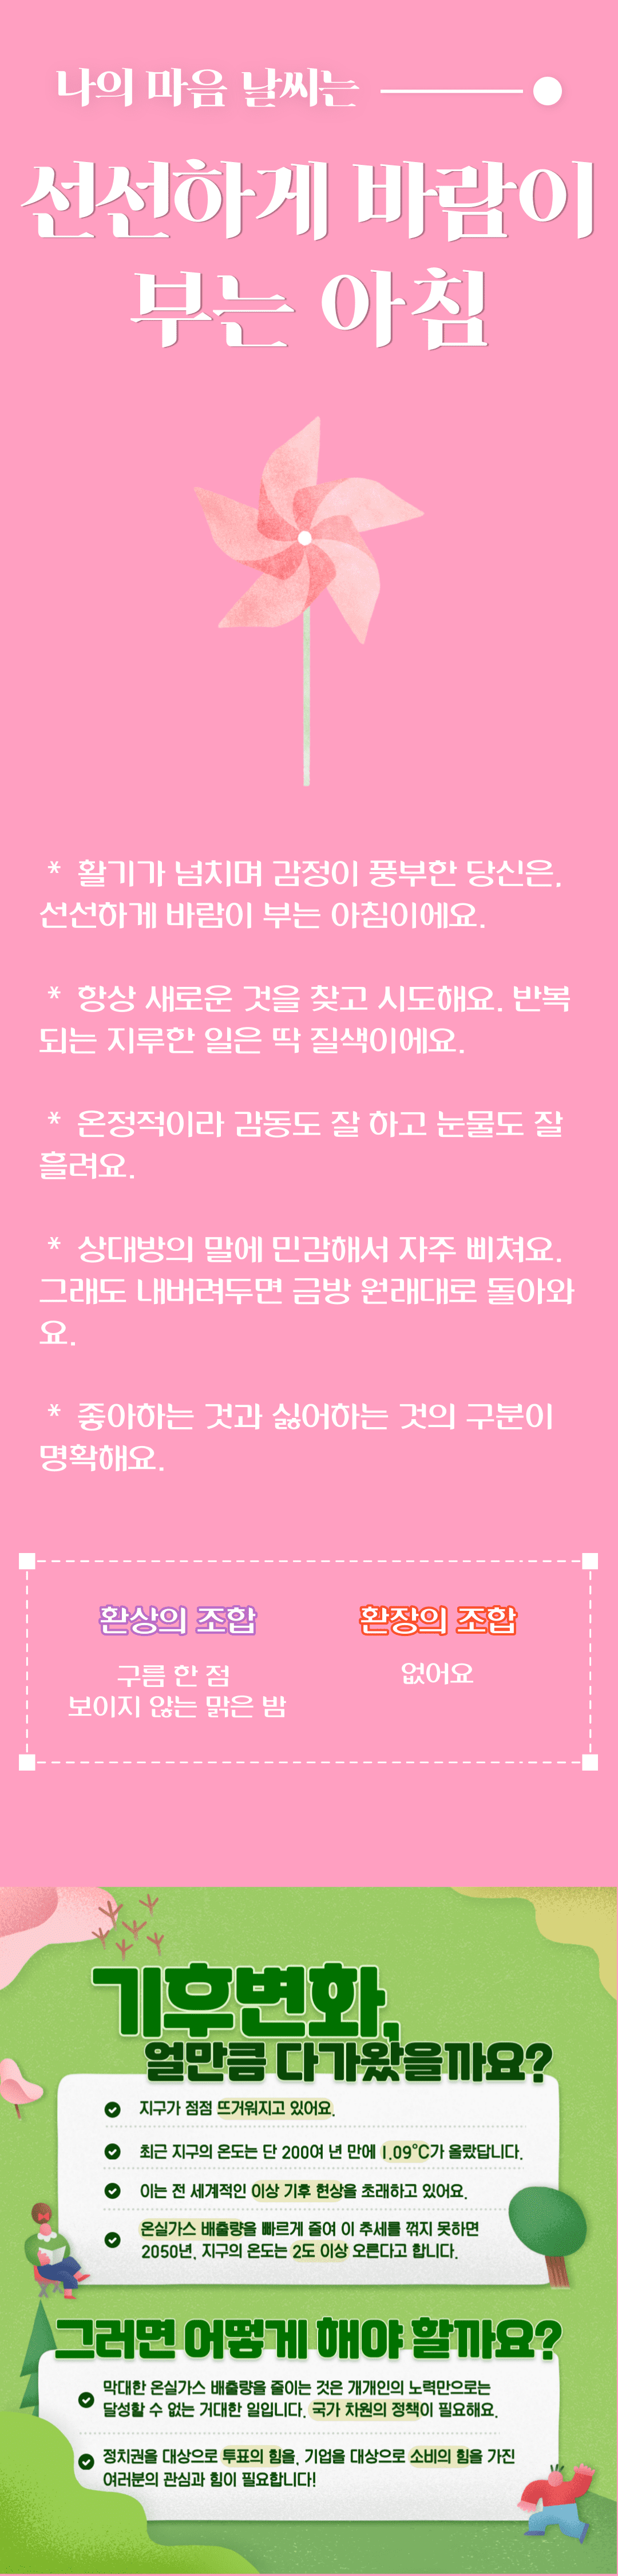 나의 마음 날씨는
선선하게 바람이
부는 아침
* 활기가 넘치며 감정이 풍부한 당신은,
선선하게 바람이 부는 아침이에요.
* 항상 새로운 것을 찾고 시도해요. 반복
되는 지루한 일은 딱 질색이에요.
* 온정적이라 감동도 잘 하고 눈물도 잘
흘려요.
* 상대방의 말에 민감해서 자주 삐쳐요.
그래도 내버려두면 금방 원래대로 돌아와
요.
* 좋아하는 것과 싫어하는 것의 구분이
명확해요.
환상의 조합
구름 한 점
보이지 않는 맑은 밤
환장의 조합
없어요
기후변화,
얼만큼 다가왔을까요?
지구가 점점 뜨거워지고 있어요.
최근 지구의 온도는 단 200여 년 만에 1.09°C가 올랐답니다.
이는 전 세계적인 이상 기후 현상을 초래하고 있어요.
온실가스 배출량을 빠르게 줄여 이 추세를 꺾지 못하면
2050년, 지구의 온도는 2도 이상 오른다고 합니다.
그러면 어떻게 해야 할까요?
막대한 온실가스 배출량을 줄이는 것은 개개인의 노력만으로는
달성할 수 없는 거대한 일입니다. 국가 차원의 정책이 필요해요.
정치권을 대상으로 투표의 힘을, 기업을 대상으로 소비의 힘을 가진
여러분의 관심과 힘이 필요합니다!